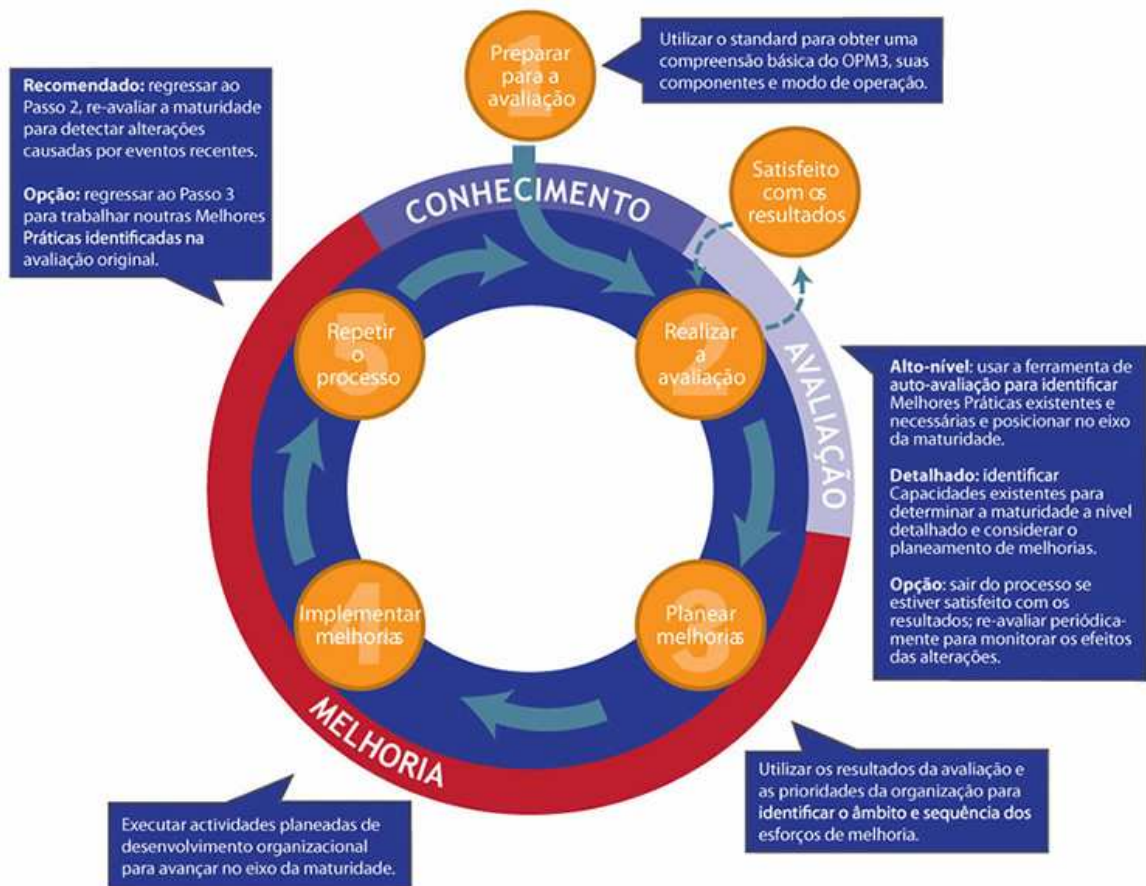 1
Preparar
para a
avaliação
Utilizar o standard para obter uma
compreensão básica do OPM3, suas
componentes e modo de operação.
Recomendado: regressar ao
Passo 2, re-avaliar a maturidade
para detectar alterações
causadas por eventos recentes.
Opção: regressar ao Passo 3
para trabalhar noutras Melhores
Práticas identificadas na
avaliação original.
Satisfeito
com os
resultados
CONHECIMENTO
AVALIAÇÃO
MELHORIA
2
Realizar
a
avaliação
Alto-nível: usar a ferramenta de
auto-avaliação para identificar
Melhores Práticas existentes e
necessárias e posicionar no eixo
da maturidade.
Detalhado: identificar
Capacidades existentes para
determinar a maturidade a nível
detalhado e considerar o
planeamento de melhorias.
Opção: sair do processo se
estiver satisfeito com os
resultados; re-avaliar periódica-
mente para monitorar os efeitos
das alterações.
3
Planear
melhorias
Utilizar os resultados da avaliação e
as prioridades da organização para
identificar o âmbito e sequência dos
esforços de melhoria.
4
Implementar
melhorias
Executar actividades planeadas de
desenvolvimento organizacional
para avançar no eixo da maturidade.
5
Repetir
o
processo